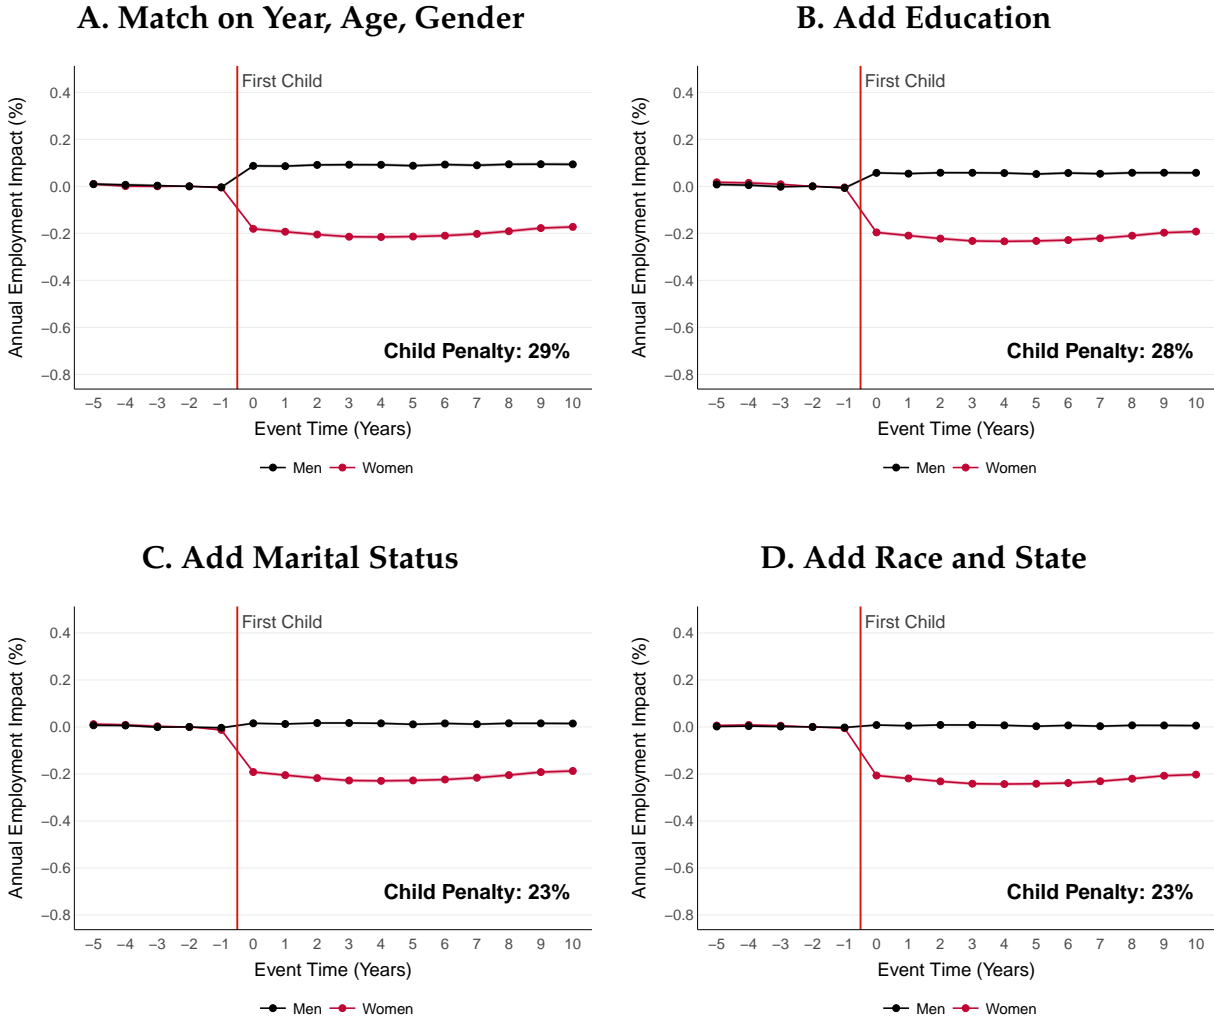 A. Match on Year, Age, Gender
Annual Employment Impact (%)
0.4
0.2
0.0
−0.2
−0.4
−0.6
−0.8
First Child
Child Penalty: 29%
−5 −4 −3 −2 −1 0 1 2 3 4 5 6 7 8 9 10
Event Time (Years)
Men Women
B. Add Education
Annual Employment Impact (%)
0.4
0.2
0.0
−0.2
−0.4
−0.6
−0.8
First Child
Child Penalty: 28%
−5 −4 −3 −2 −1 0 1 2 3 4 5 6 7 8 9 10
Event Time (Years)
Men Women
C. Add Marital Status
Annual Employment Impact (%)
0.4
0.2
0.0
−0.2
−0.4
−0.6
−0.8
First Child
Child Penalty: 23%
−5 −4 −3 −2 −1 0 1 2 3 4 5 6 7 8 9 10
Event Time (Years)
Men Women
D. Add Race and State
Annual Employment Impact (%)
0.4
0.2
0.0
−0.2
−0.4
−0.6
−0.8
First Child
Child Penalty: 23%
−5 −4 −3 −2 −1 0 1 2 3 4 5 6 7 8 9 10
Event Time (Years)
Men Women